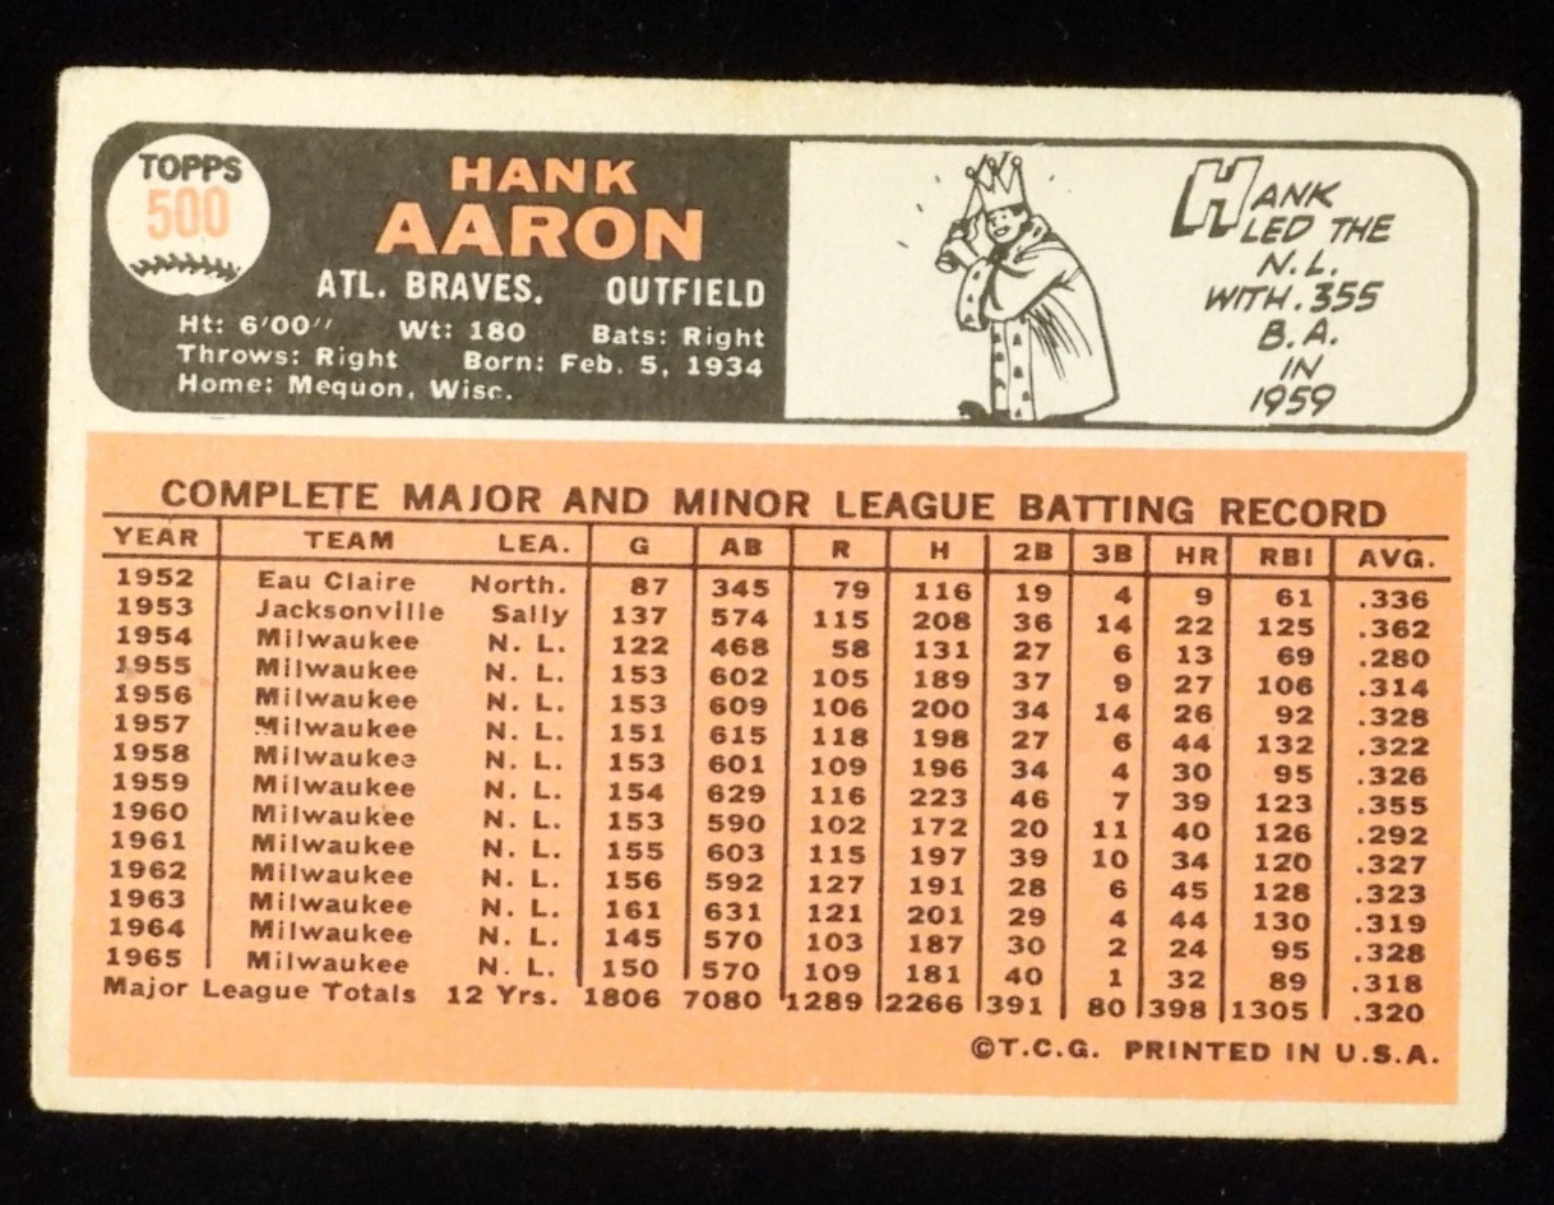 TOPPS
500
HANK
AARON
ATL. BRAVES. OUTFIELD
Ht: 6'00" Wt: 180 Bats: Right
Throws: Right Born: Feb. 5, 1934
Home: Mequon, Wisc.
HANK
LED THE
N.L.
WITH .355
B.A.
IN
1959
COMPLETE MAJOR AND MINOR LEAGUE BATTING RECORD
YEAR TEAM LEA. G AB R H 2B 3B HR RBI AVG.
1952 Eau Claire North. 87 345 79 116 19 4 9 61 .336
1953 Jacksonville Sally 137 574 115 208 36 14 22 125 .362
1954 Milwaukee N. L. 122 468 58 131 27 6 13 69 .280
1955 Milwaukee N. L. 153 602 105 189 37 9 27 106 .314
1956 Milwaukee N. L. 153 609 106 200 34 14 26 92 .328
1957 Milwaukee N. L. 151 615 118 198 27 6 44 132 .322
1958 Milwaukee N. L. 153 601 109 196 34 4 30 95 .326
1959 Milwaukee N. L. 154 629 116 223 46 7 39 123 .355
1960 Milwaukee N. L. 153 590 102 172 20 11 40 126 .292
1961 Milwaukee N. L. 155 603 115 197 39 10 34 120 .327
1962 Milwaukee N. L. 156 592 127 191 28 6 45 128 .323
1963 Milwaukee N. L. 161 631 121 201 29 4 44 130 .319
1964 Milwaukee N. L. 145 570 103 187 30 2 24 95 .328
1965 Milwaukee N. L. 150 570 109 181 40 1 32 89 .318
Major League Totals 12 Yrs. 1806 7080 1289 2266 391 80 398 1305 .320
©T.C.G. PRINTED IN U.S.A.